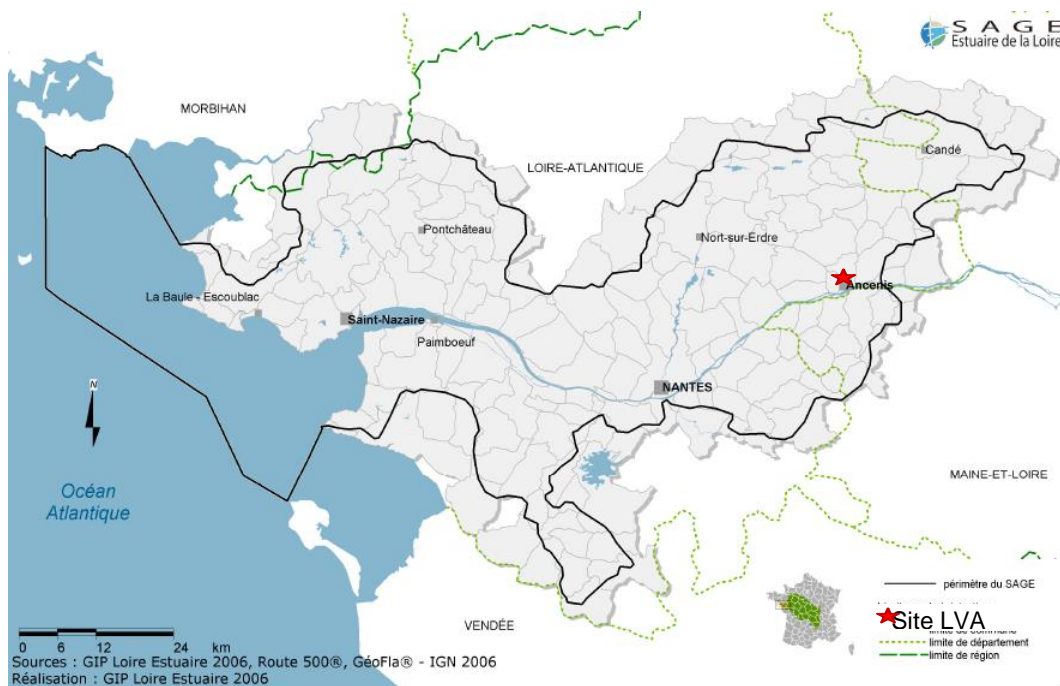 SAGE
Estuaire de la Loire
MORBIHAN
LOIRE-ATLANTIQUE
Candé
Pontchâteau
Nort-sur-Erdre
Ancenis
La Baule - Escoublac
Saint-Nazaire
Paimboeuf
NANTES
N
Océan
Atlantique
MAINE-ET-LOIRE
VENDÉE
périmètre du SAGE
Site LVA
limite de commune
limite de département
limite de région
0 6 12 24 km
Sources : GIP Loire Estuaire 2006, Route 500®, GéoFla® - IGN 2006
Réalisation : GIP Loire Estuaire 2006